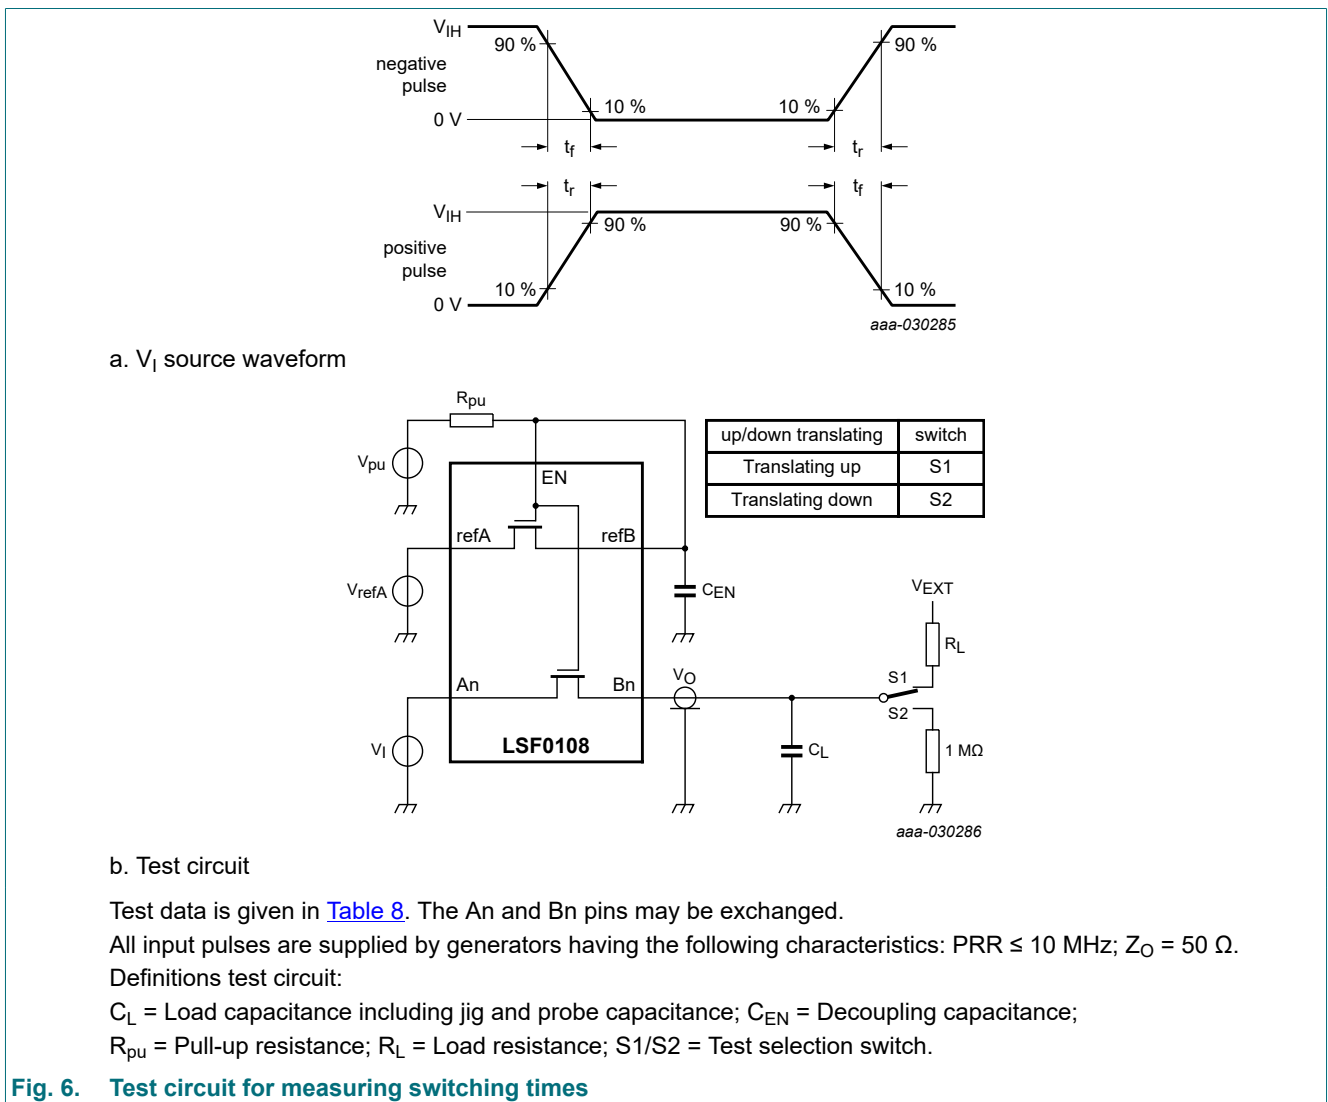 VIH
90 %
90 %
negative
pulse
10 %
10 %
0 V
tf
tr
tr
tf
VIH
90 %
90 %
positive
pulse
10 %
10 %
0 V
aaa-030285
a. VI source waveform
Rpu
up/down translating switch
Translating up S1
Translating down S2
Vpu
EN
refA
refB
VrefA
CEN
VEXT
RL
An
Bn
VO
S1
S2
VI
LSF0108
CL
1 MΩ
aaa-030286
b. Test circuit
Test data is given in Table 8. The An and Bn pins may be exchanged.
All input pulses are supplied by generators having the following characteristics: PRR ≤ 10 MHz; ZO = 50 Ω.
Definitions test circuit:
CL = Load capacitance including jig and probe capacitance; CEN = Decoupling capacitance;
Rpu = Pull-up resistance; RL = Load resistance; S1/S2 = Test selection switch.
Fig. 6. Test circuit for measuring switching times